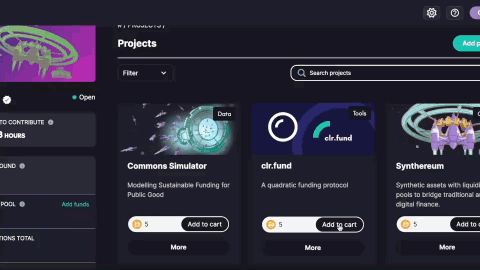 Projects
Add p
Filter
Search projects
Open
TO CONTRIBUTE
HOURS
OUND
POOL
Add funds
TIONS TOTAL
Data
Commons Simulator
Modelling Sustainable Funding for
Public Good
5
Add to cart
More
Tools
clr.fund
clr.fund
A quadratic funding protocol
5
Add to cart
More
Synthereum
Synthetic assets with liquidi
pools to bridge traditional an
digital finance.
5
Add to c
More